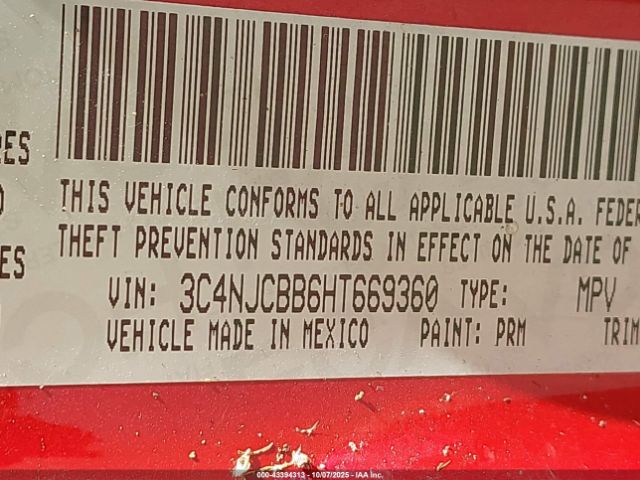 RES
THIS VEHICLE CONFORMS TO ALL APPLICABLE U.S.A. FEDER
THEFT PREVENTION STANDARDS IN EFFECT ON THE DATE OF
ES
VIN: 3C4NJCBB6HT669360 TYPE: MPV
VEHICLE MADE IN MEXICO PAINT: PRM TRIM
000-43394313 - 10/07/2025 - © IAA Inc.